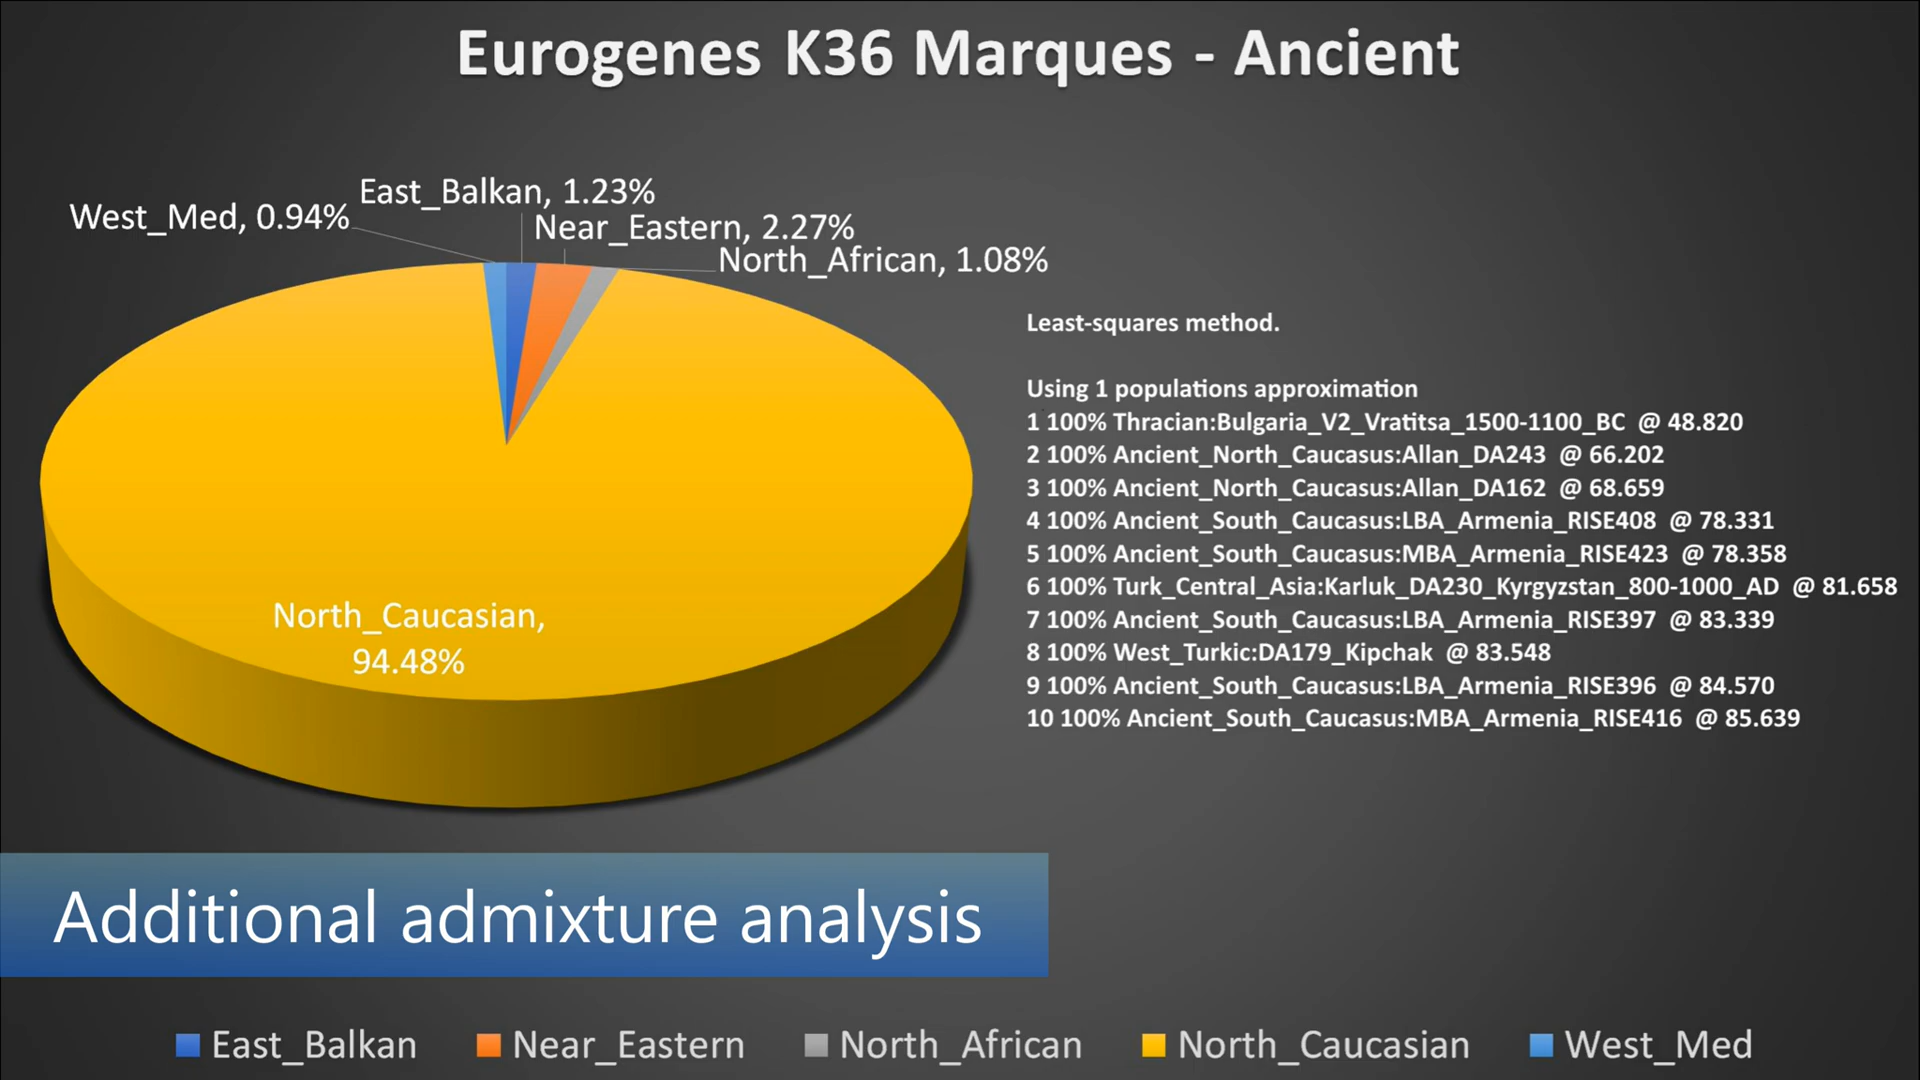 Eurogenes K36 Marques - Ancient
East_Balkan, 1.23%
West_Med, 0.94%
Near_Eastern, 2.27%
North_African, 1.08%
North_Caucasian,
94.48%
Least-squares method.
Using 1 populations approximation
1 100% Thracian:Bulgaria_V2_Vratitsa_1500-1100_BC @ 48.820
2 100% Ancient_North_Caucasus:Allan_DA243 @ 66.202
3 100% Ancient_North_Caucasus:Allan_DA162 @ 68.659
4 100% Ancient_South_Caucasus:LBA_Armenia_RISE408 @ 78.331
5 100% Ancient_South_Caucasus:MBA_Armenia_RISE423 @ 78.358
6 100% Turk_Central_Asia:Karluk_DA230_Kyrgyzstan_800-1000_AD @ 81.658
7 100% Ancient_South_Caucasus:LBA_Armenia_RISE397 @ 83.339
8 100% West_Turkic:DA179_Kipchak @ 83.548
9 100% Ancient_South_Caucasus:LBA_Armenia_RISE396 @ 84.570
10 100% Ancient_South_Caucasus:MBA_Armenia_RISE416 @ 85.639
Additional admixture analysis
East_Balkan
Near_Eastern
North_African
North_Caucasian
West_Med